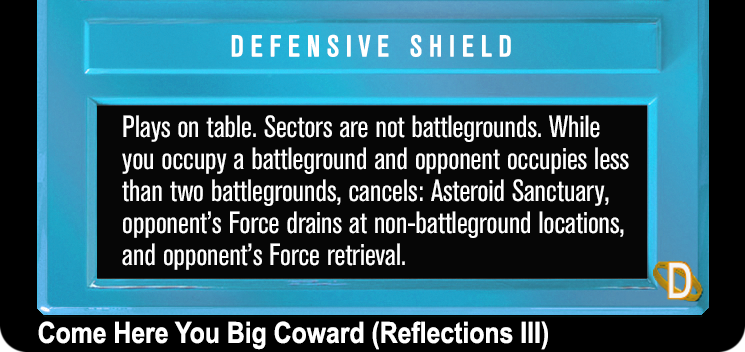 DEFENSIVE SHIELD
Plays on table. Sectors are not battlegrounds. While
you occupy a battleground and opponent occupies less
than two battlegrounds, cancels: Asteroid Sanctuary,
opponent’s Force drains at non-battleground locations,
and opponent’s Force retrieval.
D
Come Here You Big Coward (Reflections III)